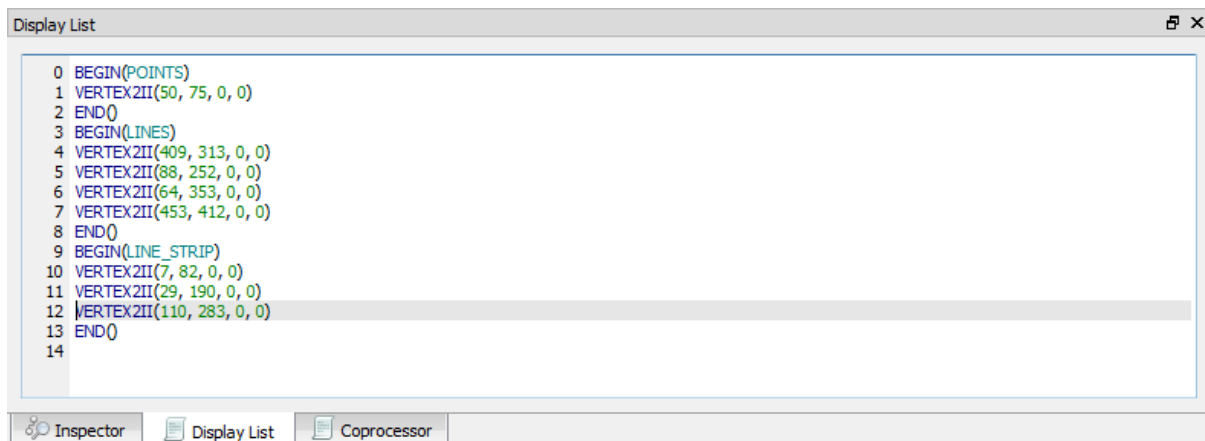 Display List
0 BEGIN(POINTS)
1 VERTEX2II(50, 75, 0, 0)
2 END()
3 BEGIN(LINES)
4 VERTEX2II(409, 313, 0, 0)
5 VERTEX2II(88, 252, 0, 0)
6 VERTEX2II(64, 353, 0, 0)
7 VERTEX2II(453, 412, 0, 0)
8 END()
9 BEGIN(LINE_STRIP)
10 VERTEX2II(7, 82, 0, 0)
11 VERTEX2II(29, 190, 0, 0)
12 VERTEX2II(110, 283, 0, 0)
13 END()
14
Inspector Display List Coprocessor